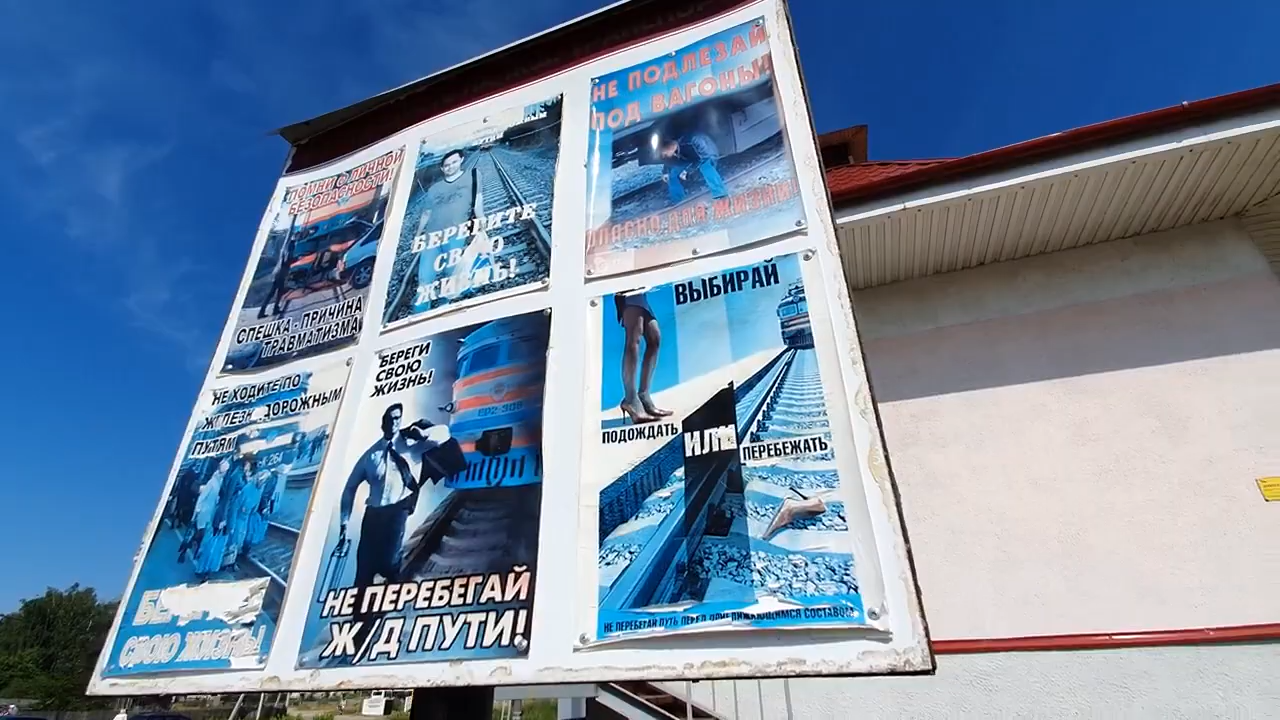 ПОМНИ О ЛИЧНОЙ
БЕЗОПАСНОСТИ!
СПЕШКА - ПРИЧИНА
ТРАВМАТИЗМА
БЕРЕГИТЕ
СВОЮ
ЖИЗНЬ!
НЕ ПОДЛЕЗАЙ
ПОД ВАГОНЫ!
ОПАСНО ДЛЯ ЖИЗНИ!
НЕ ХОДИТЕ ПО
ЖЕЛЕЗНОДОРОЖНЫМ
ПУТЯМ
264
СВОЮ ЖИЗНЬ!
БЕРЕГИ
СВОЮ
ЖИЗНЬ!
НЕ ПЕРЕБЕГАЙ
Ж/Д ПУТИ!
ВЫБИРАЙ
ПОДОЖДАТЬ
ИЛИ
ПЕРЕБЕЖАТЬ
НЕ ПЕРЕБЕГАЙ ПУТЬ ПЕРЕД ПРИБЛИЖАЮЩИМСЯ СОСТАВОМ